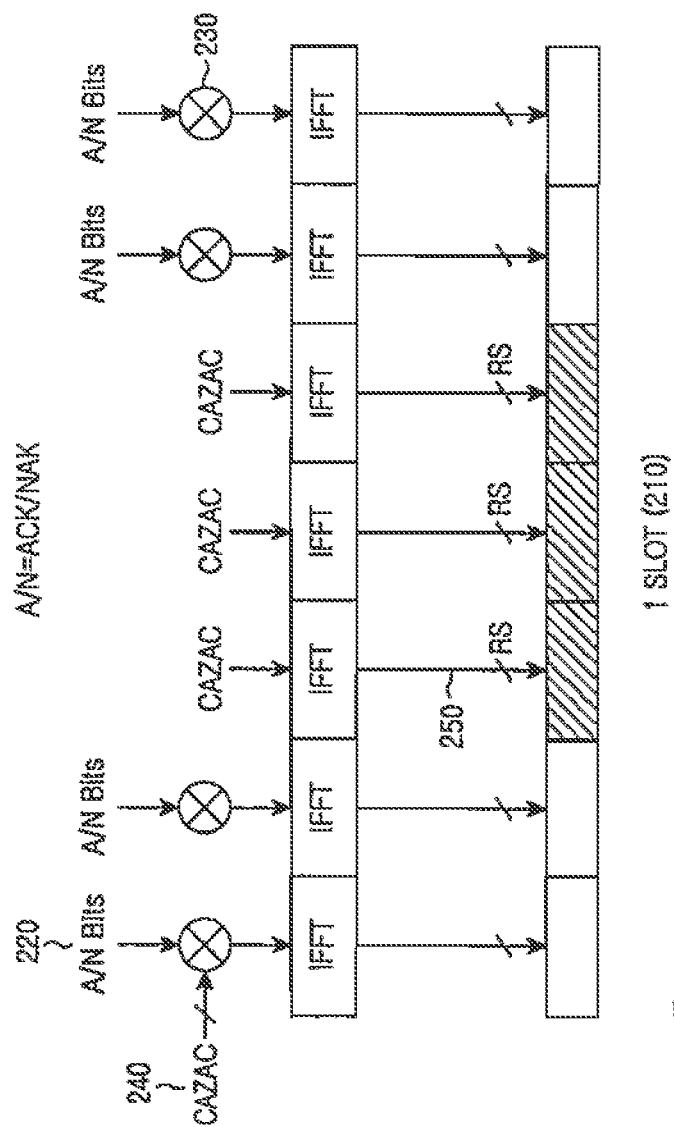 A/N=ACK/NAK
220
A/N Bits
A/N Bits
CAZAC
CAZAC
CAZAC
A/N Bits
A/N Bits
230
240
CAZAC
IFFT
IFFT
IFFT
IFFT
IFFT
IFFT
IFFT
250
RS
RS
RS
1 SLOT (210)